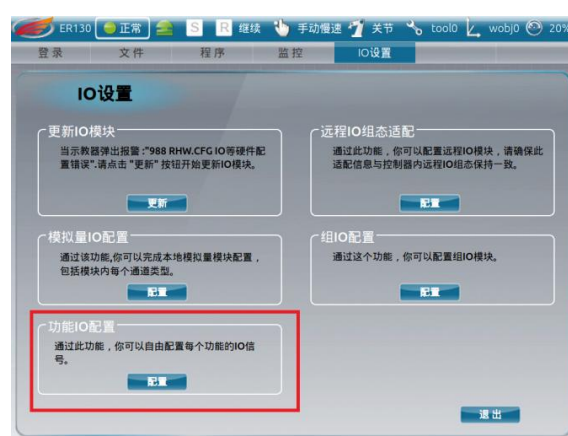 ER130 正常 S R 继续 手动慢速 关节 tool0 wobj0 20%
登录 文件 程序 监控 IO设置
IO设置
更新IO模块
当示教器弹出报警:"988 RHW.CFG IO等硬件配
置错误".请点击 "更新" 按钮开始更新IO模块。
更新
远程IO组态适配
通过此功能，你可以配置远程IO模块，请确保此
适配信息与控制器内远程IO组态保持一致。
配置
模拟量IO配置
通过该功能,你可以完成本地模拟量模块配置，
包括模块内每个通道类型。
配置
组IO配置
通过这个功能，你可以配置组IO模块。
配置
功能IO配置
通过此功能，你可以自由配置每个功能的IO信
号。
配置
退出